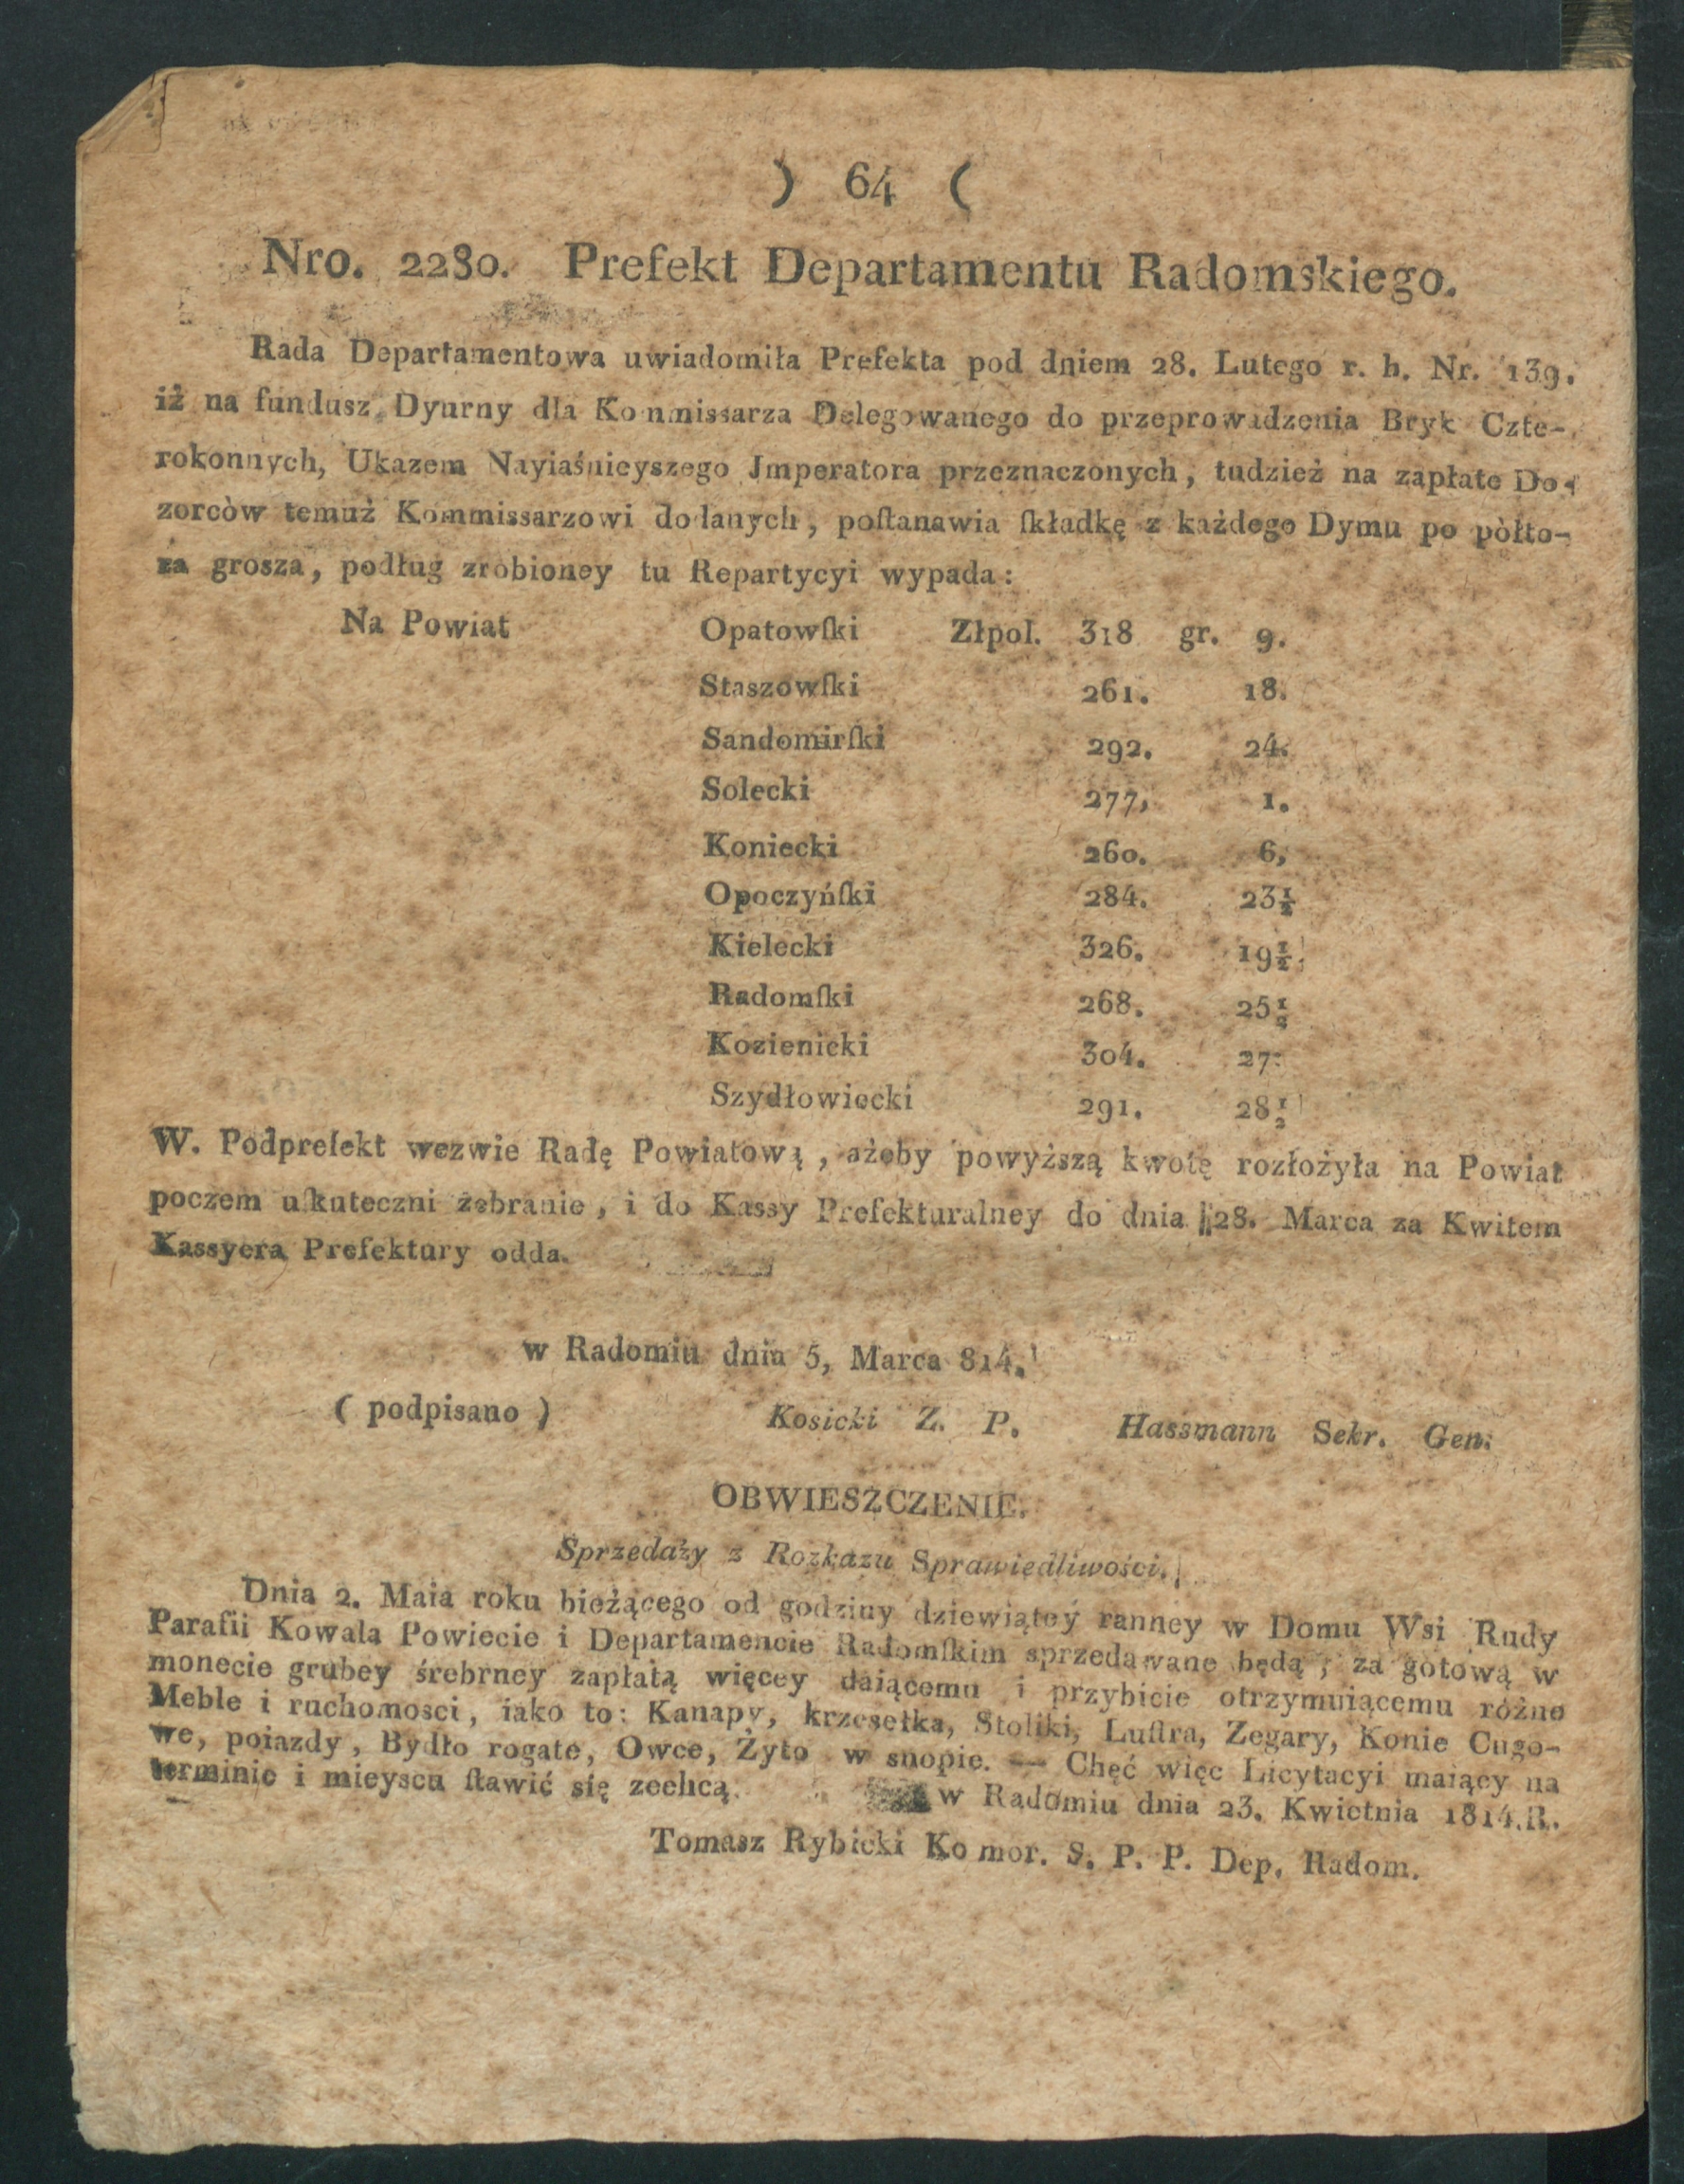 ) 64 (
Nro. 2280. Prefekt Departamentu Radomskiego.
Rada Departamentowa uwiadomiła Prefekta pod dniem 28. Lutego r. h. Nr. 139.
iż na fundusz Dyurny dla Kommissarza Delegowanego do przeprowadzenia Bryk Czte-
rokonnych, Ukazem Nayiaśnieyszego Jmperatora przeznaczonych, tudzież na zapłate Do-
zorców temuż Kommissarzowi dodanych, poſtanawia ſkładkę z każdego Dymu po pòłto-
ra grosza, podług zrobioney tu Repartycyi wypada:
Na Powiat Opatowſki Złpol. 318 gr. 9.
Staszowſki 261. 18.
Sandomirſki 292. 24.
Solecki 277, 1.
Koniecki 260. 6,
Opoczyńſki 284. 23½
Kielecki 326. 19½.
Radomſki 268. 25½
Kozienicki 304. 27.
Szydłowiecki 291. 28½
W. Podprefekt wezwie Radę Powiatową, ażeby powyższą kwotę rozłożyła na Powiat
poczem uſkuteczni zebranie, i do Kassy Prefekturalney do dnia 28. Marca za Kwitem
Kassyera Prefektury odda.
w Radomiu dnia 5, Marca 814.
( podpisano ) Kosicki Z. P. Hassmann Sekr. Gen.
OBWIESZCZENIE.
Sprzedaży z Rozkazu Sprawiedliwości.
Dnia 2. Maia roku bieżącego od godziny dziewiątey ranney w Domu Wsi Rudy
Parafii Kowala Powiecie i Departamencie Radomſkim sprzedawane będą, za gotową w
monecie grubey śrebrney zapłatą więcey daiącemu i przybicie otrzymuiącemu różne
Meble i ruchomosci, iako to: Kanapy, krzesełka, Stoliki, Luſtra, Zegary, Konie Cugo-
we, poiazdy, Bydło rogate, Owce, Żyto w snopie. — Chęć więc Licytacyi maiący na
terminie i mieyscu ſtawić się zechcą. w Radomiu dnia 23. Kwietnia 1814.R.
Tomasz Rybicki Komor. S. P. P. Dep. Radom.